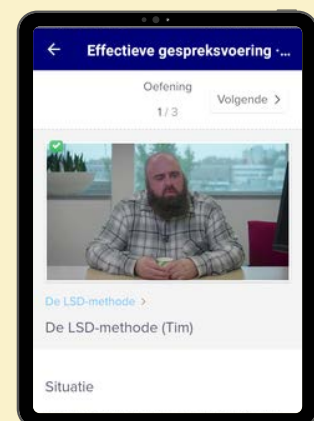 Effectieve gespreksvoering ·...
Oefening
1 / 3
Volgende >
De LSD-methode >
De LSD-methode (Tim)
Situatie